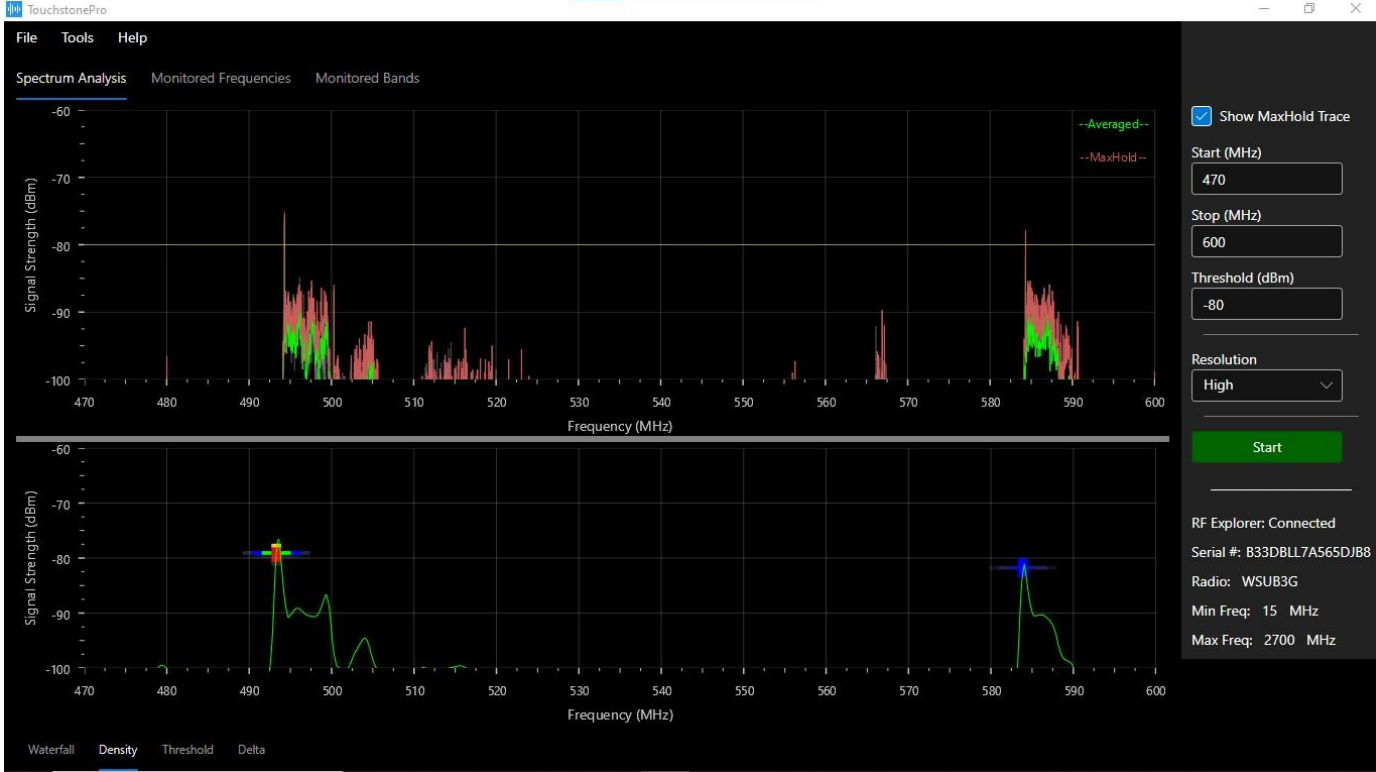 TouchstonePro
File Tools Help
Spectrum Analysis Monitored Frequencies Monitored Bands
--Averaged--
--MaxHold--
Signal Strength (dBm)
-60
-70
-80
-90
-100
470 480 490 500 510 520 530 540 550 560 570 580 590 600
Frequency (MHz)
Signal Strength (dBm)
-60
-70
-80
-90
-100
470 480 490 500 510 520 530 540 550 560 570 580 590 600
Frequency (MHz)
Waterfall Density Threshold Delta
Show MaxHold Trace
Start (MHz)
470
Stop (MHz)
600
Threshold (dBm)
-80
Resolution
High
Start
RF Explorer: Connected
Serial #: B33DBLL7A565DJB8
Radio: WSUB3G
Min Freq: 15 MHz
Max Freq: 2700 MHz